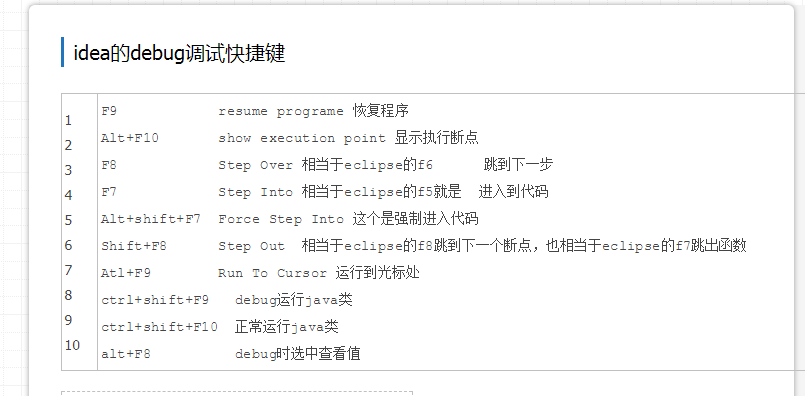 idea的debug调试快捷键
1 F9 resume programe 恢复程序
2 Alt+F10 show execution point 显示执行断点
3 F8 Step Over 相当于eclipse的f6 跳到下一步
4 F7 Step Into 相当于eclipse的f5就是 进入到代码
5 Alt+shift+F7 Force Step Into 这个是强制进入代码
6 Shift+F8 Step Out 相当于eclipse的f8跳到下一个断点，也相当于eclipse的f7跳出函数
7 Atl+F9 Run To Cursor 运行到光标处
8 ctrl+shift+F9 debug运行java类
9 ctrl+shift+F10 正常运行java类
10 alt+F8 debug时选中查看值